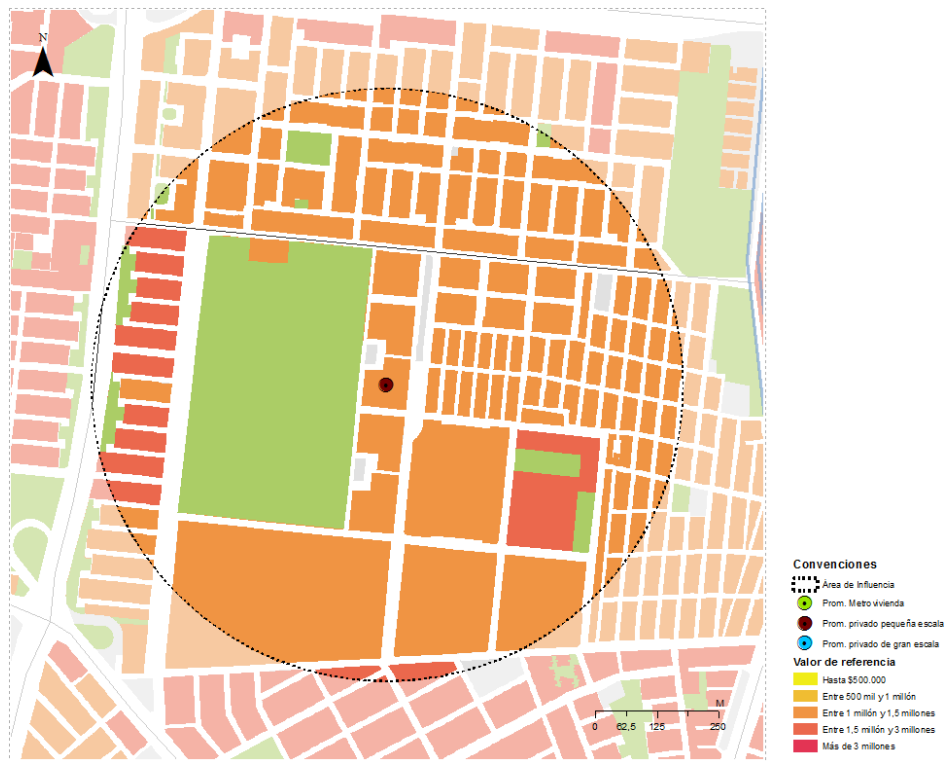 N
Convenciones
Área de Influencia
Prom. Metrovivienda
Prom. privado pequeña escala
Prom. privado de gran escala
Valor de referencia
Hasta $500.000
Entre 500 mil y 1 millón
Entre 1 millón y 1,5 millones
Entre 1,5 millón y 3 millones
Más de 3 millones
M
0 62,5 125 250